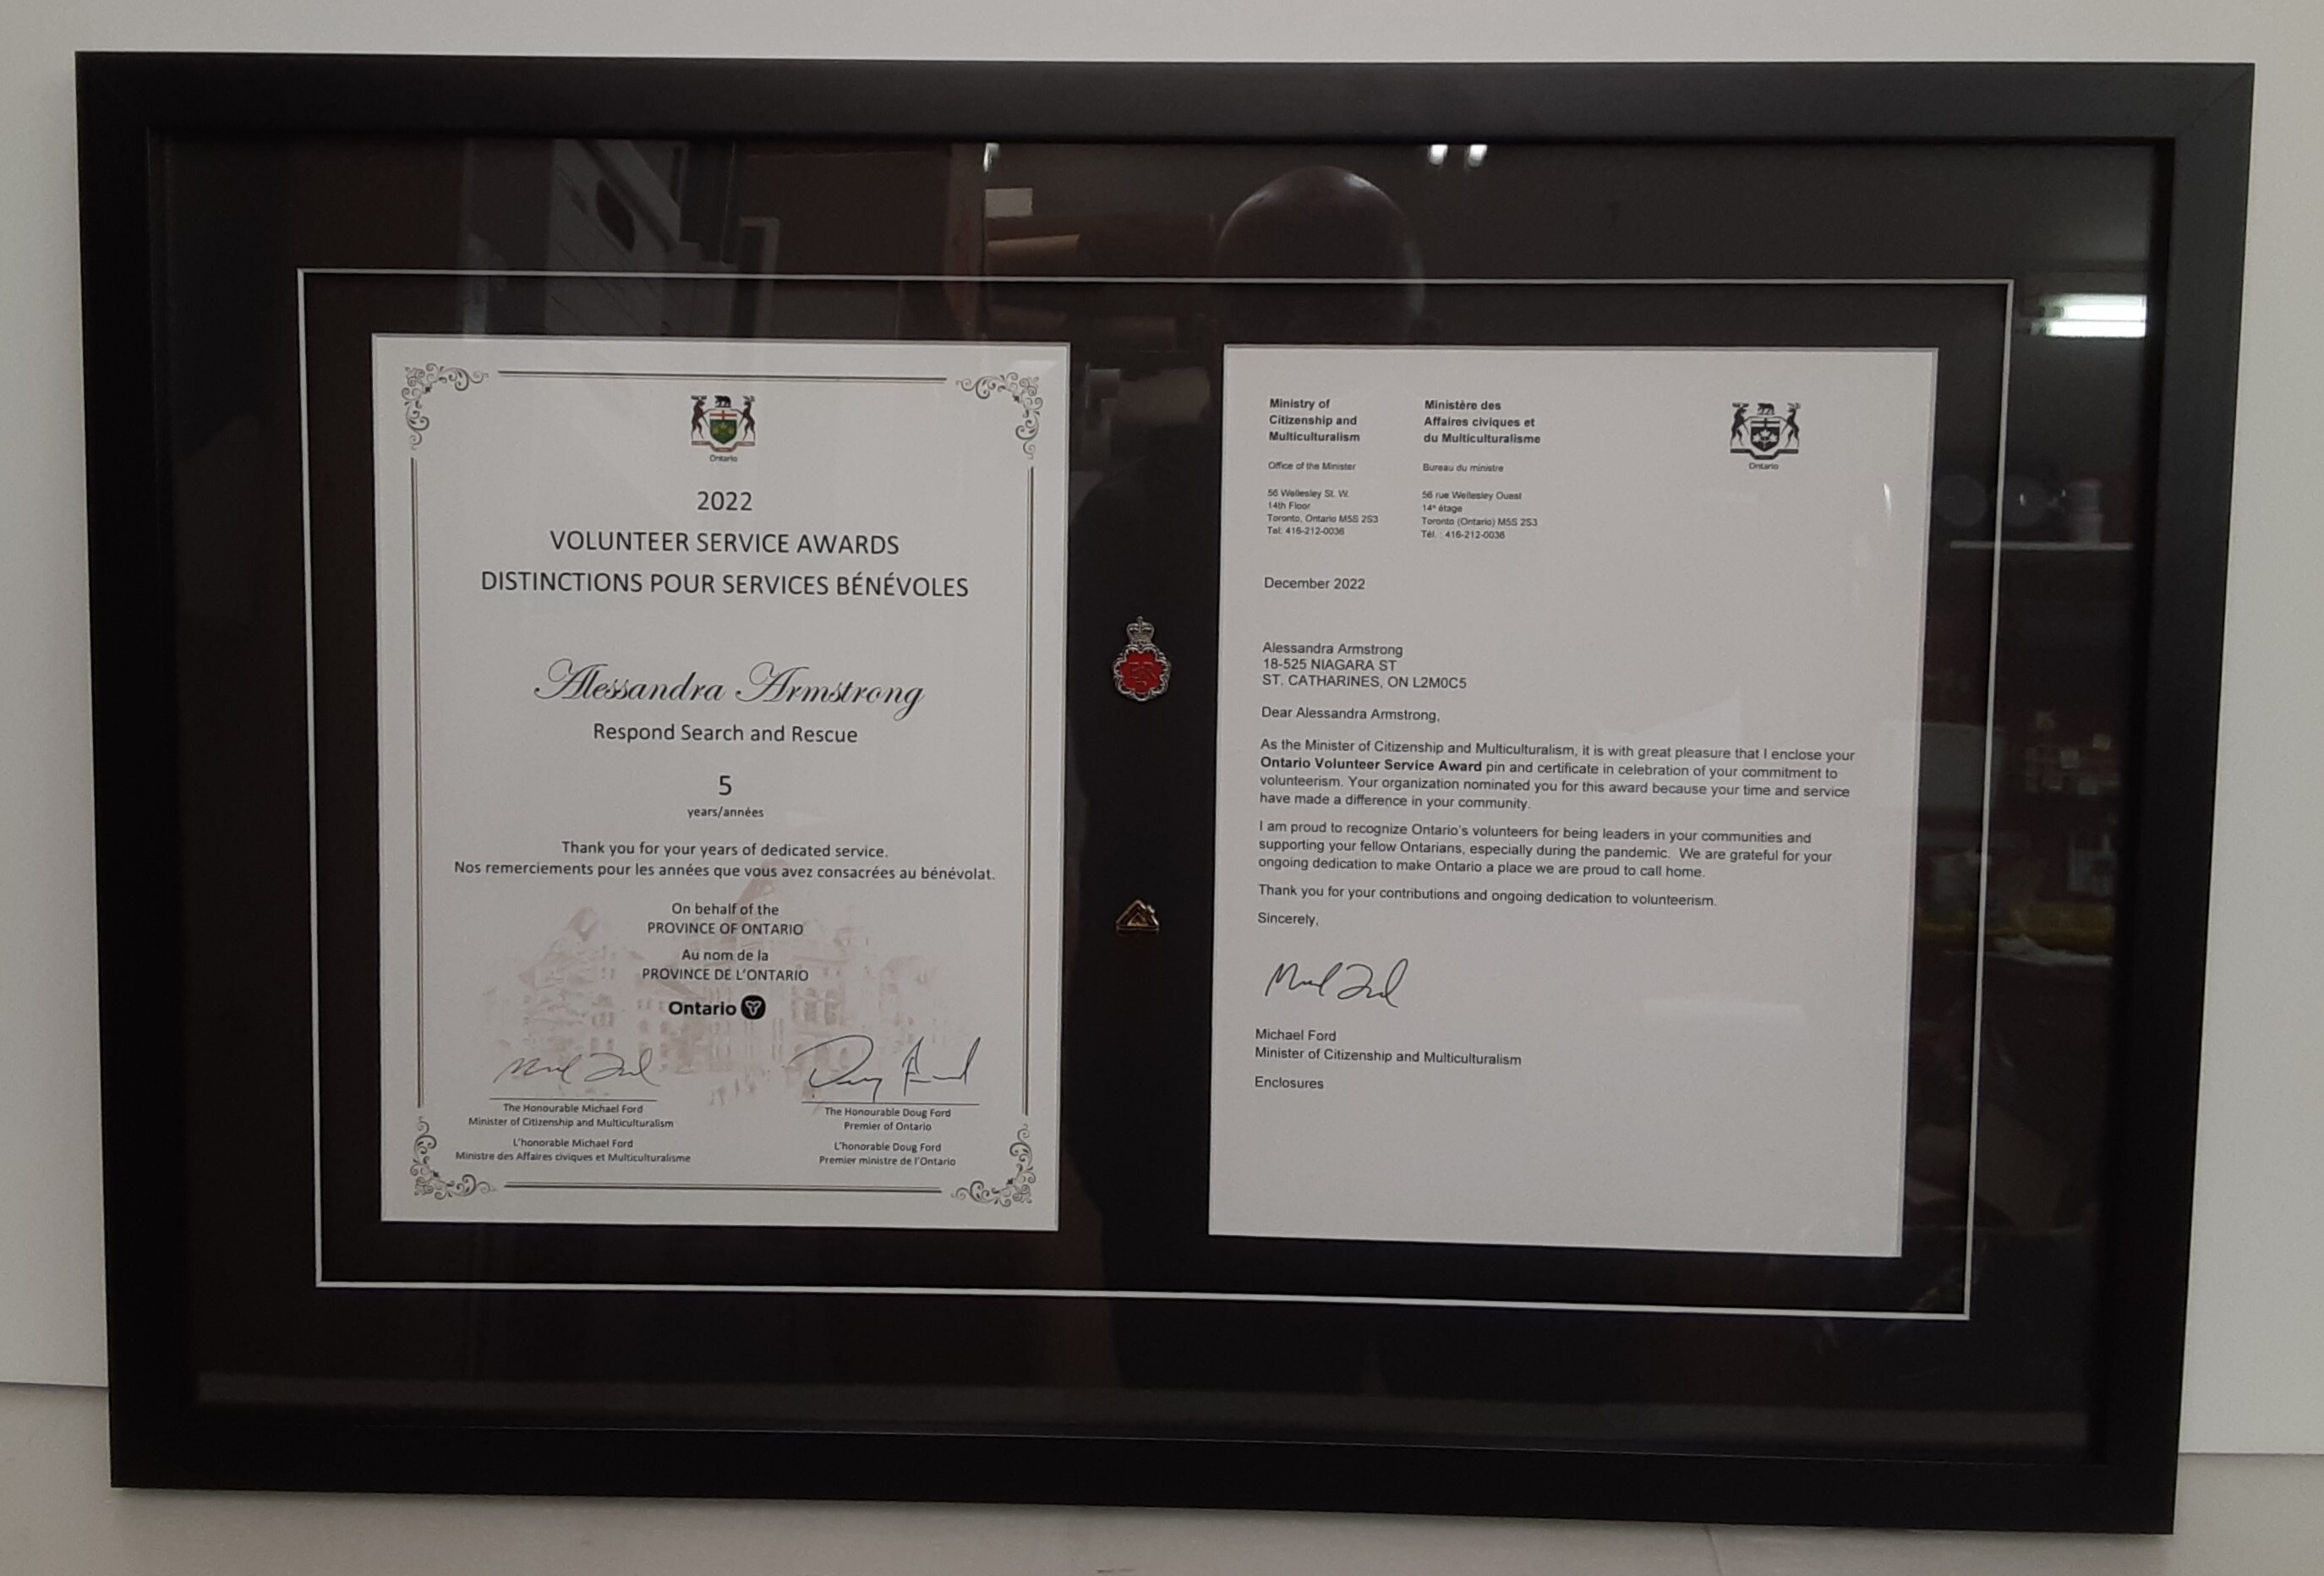 Ontario
2022
VOLUNTEER SERVICE AWARDS
DISTINCTIONS POUR SERVICES BÉNÉVOLES
Alessandra Armstrong
Respond Search and Rescue
5
years/années
Thank you for your years of dedicated service.
Nos remerciements pour les années que vous avez consacrées au bénévolat.
On behalf of the
PROVINCE OF ONTARIO
Au nom de la
PROVINCE DE L'ONTARIO
Ontario
The Honourable Michael Ford
Minister of Citizenship and Multiculturalism
L'honorable Michael Ford
Ministre des Affaires civiques et Multiculturalisme
The Honourable Doug Ford
Premier of Ontario
L'honorable Doug Ford
Premier ministre de l'Ontario
Ministry of
Citizenship and
Multiculturalism
Office of the Minister
56 Wellesley St. W.
14th Floor
Toronto, Ontario M5S 2S3
Tel: 416-212-0036
Ministère des
Affaires civiques et
du Multiculturalisme
Bureau du ministre
56 rue Wellesley Ouest
14e étage
Toronto (Ontario) M5S 2S3
Tél. : 416-212-0036
Ontario
December 2022
Alessandra Armstrong
18-525 NIAGARA ST
ST. CATHARINES, ON L2M0C5
Dear Alessandra Armstrong,
As the Minister of Citizenship and Multiculturalism, it is with great pleasure that I enclose your
Ontario Volunteer Service Award pin and certificate in celebration of your commitment to
volunteerism. Your organization nominated you for this award because your time and service
have made a difference in your community.
I am proud to recognize Ontario's volunteers for being leaders in your communities and
supporting your fellow Ontarians, especially during the pandemic. We are grateful for your
ongoing dedication to make Ontario a place we are proud to call home.
Thank you for your contributions and ongoing dedication to volunteerism.
Sincerely,
Michael Ford
Minister of Citizenship and Multiculturalism
Enclosures